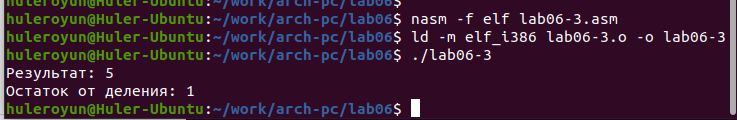 huleroyun@Huler-Ubuntu:~/work/arch-pc/lab06$ nasm -f elf lab06-3.asm
huleroyun@Huler-Ubuntu:~/work/arch-pc/lab06$ ld -m elf_i386 lab06-3.o -o lab06-3
huleroyun@Huler-Ubuntu:~/work/arch-pc/lab06$ ./lab06-3
Результат: 5
Остаток от деления: 1
huleroyun@Huler-Ubuntu:~/work/arch-pc/lab06$